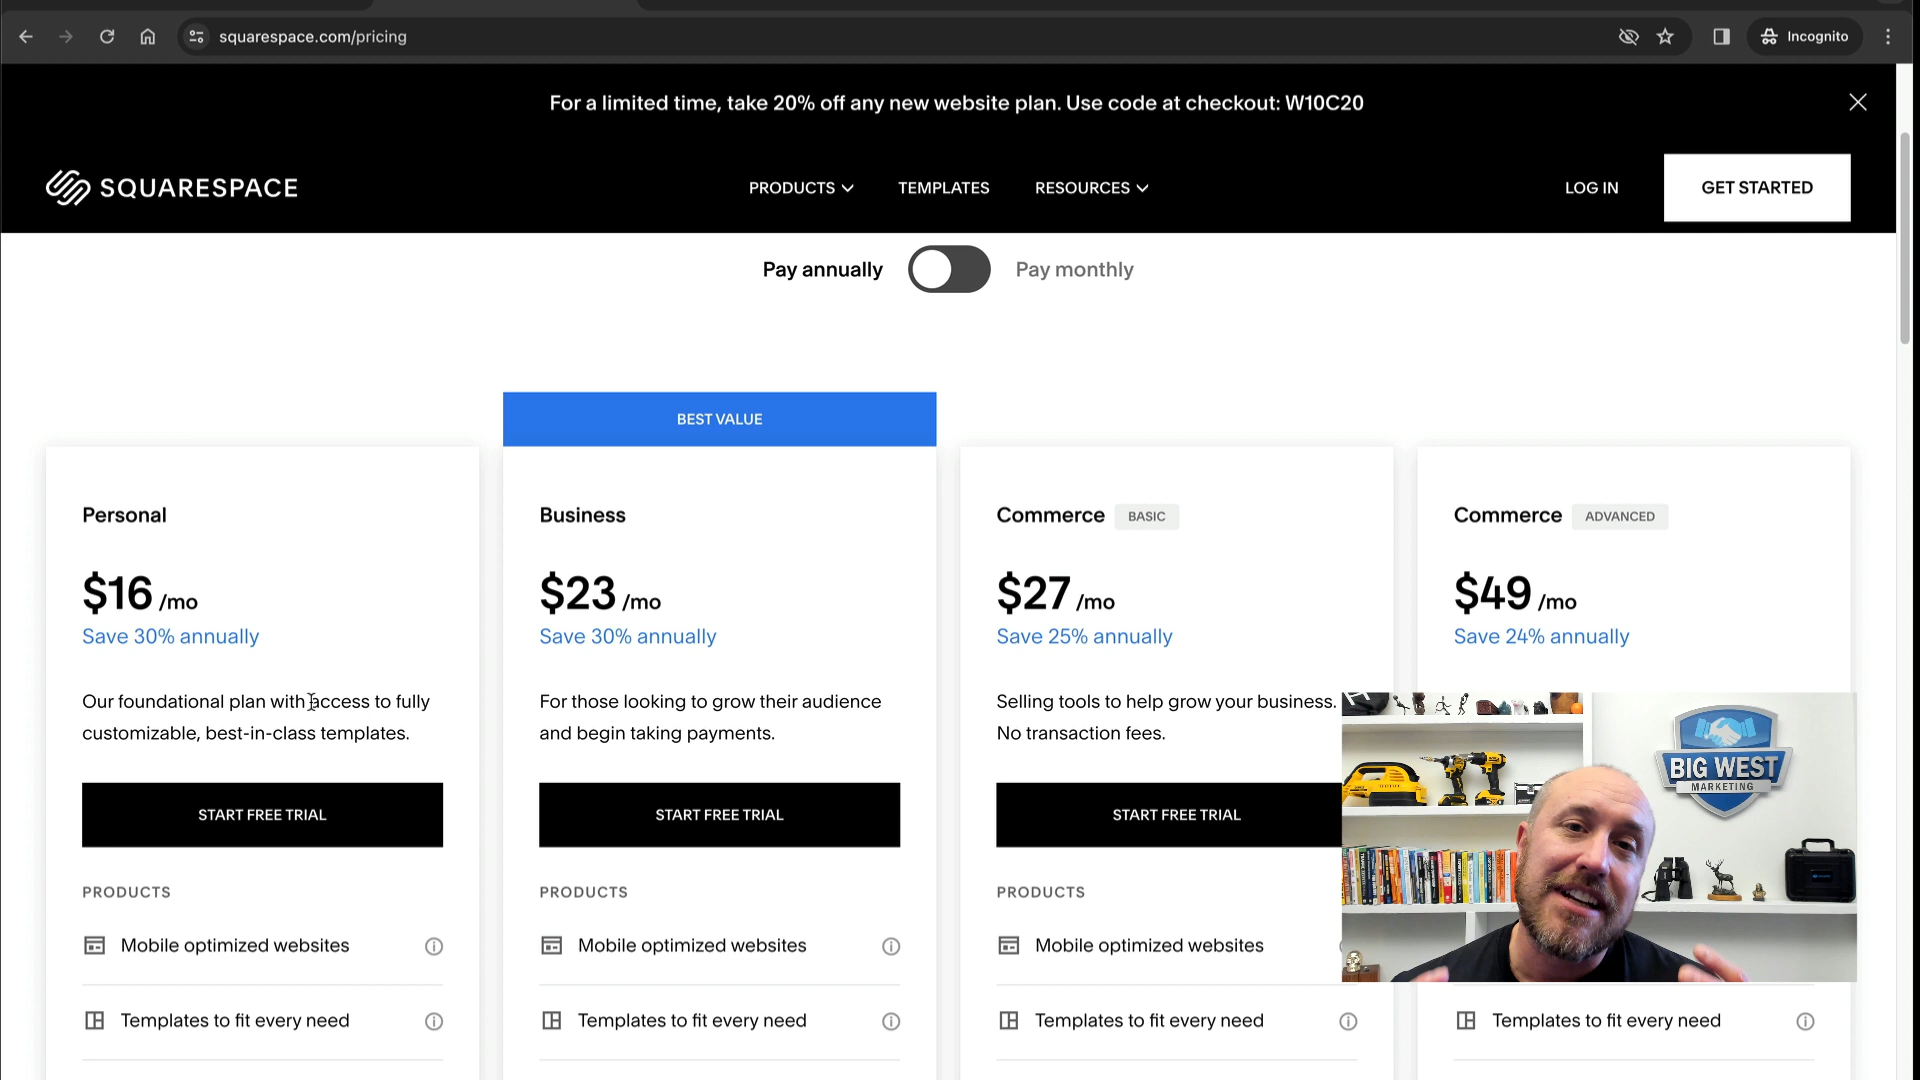 squarespace.com/pricing
Incognito
For a limited time, take 20% off any new website plan. Use code at checkout: W10C20
SQUARESPACE
PRODUCTS
TEMPLATES
RESOURCES
LOG IN
GET STARTED
Pay annually
Pay monthly
BEST VALUE
Personal
$16 /mo
Save 30% annually
Our foundational plan with access to fully
customizable, best-in-class templates.
START FREE TRIAL
PRODUCTS
Mobile optimized websites
Templates to fit every need
Business
$23 /mo
Save 30% annually
For those looking to grow their audience
and begin taking payments.
START FREE TRIAL
PRODUCTS
Mobile optimized websites
Templates to fit every need
Commerce BASIC
$27 /mo
Save 25% annually
Selling tools to help grow your business.
No transaction fees.
START FREE TRIAL
PRODUCTS
Mobile optimized websites
Templates to fit every need
Commerce ADVANCED
$49 /mo
Save 24% annually
Templates to fit every need
BIG WEST
MARKETING